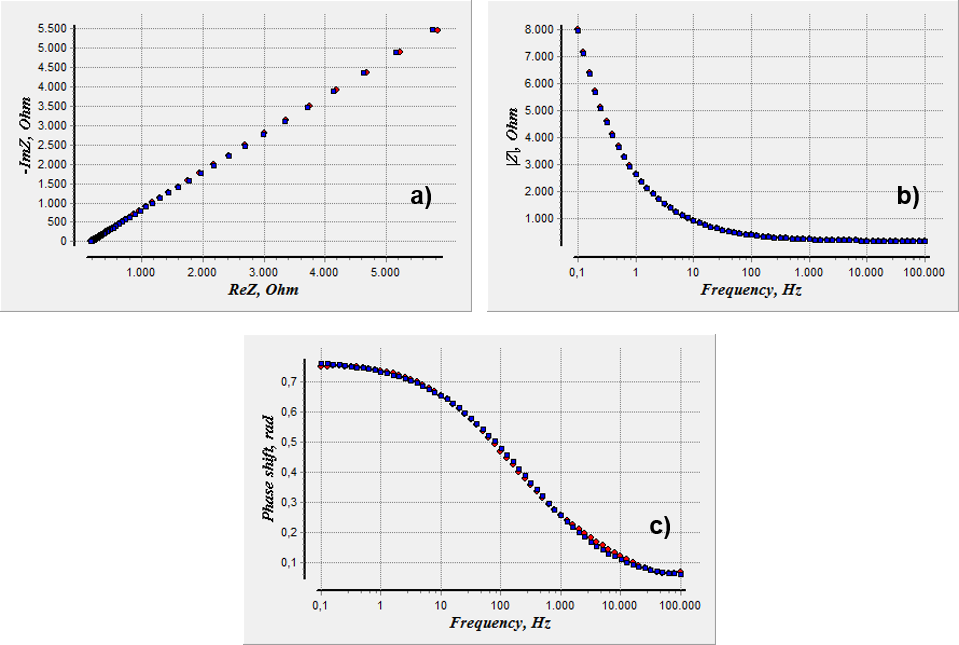 5.500
5.000
4.500
4.000
3.500
3.000
2.500
2.000
1.500
1.000
500
0
-ImZ, Ohm
a)
1.000 2.000 3.000 4.000 5.000
ReZ, Ohm
8.000
7.000
6.000
5.000
4.000
3.000
2.000
1.000
|Z|, Ohm
b)
0,1 1 10 100 1.000 10.000 100.000
Frequency, Hz
0,7
0,6
0,5
0,4
0,3
0,2
0,1
Phase shift, rad
c)
0,1 1 10 100 1.000 10.000 100.000
Frequency, Hz